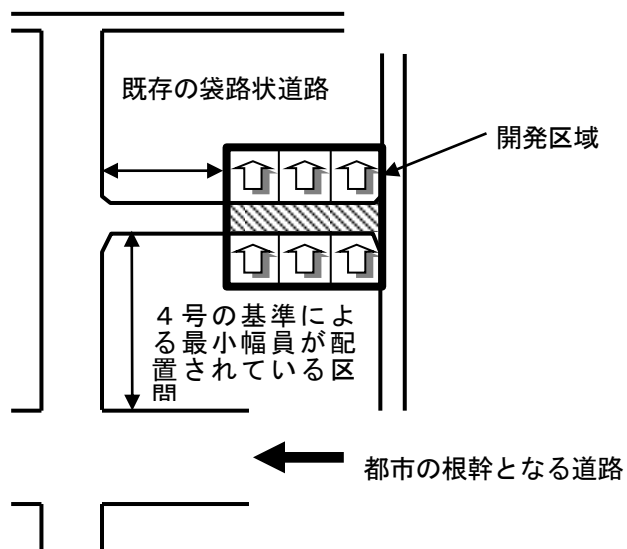 既存の袋路状道路
開発区域
４号の基準によ
る最小幅員が配
置されている区
間
都市の根幹となる道路